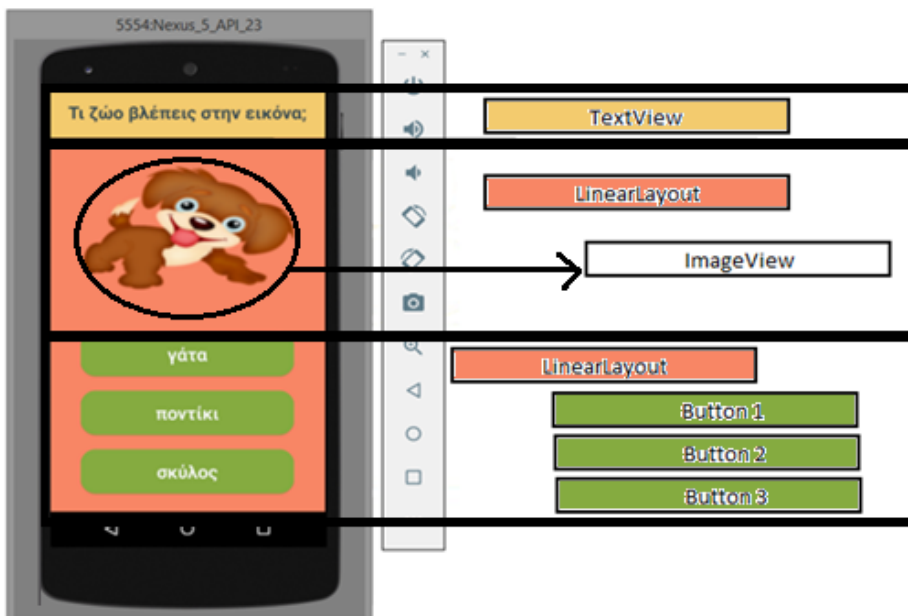 5554:Nexus_5_API_23
Τι ζώο βλέπεις στην εικόνα;
TextView
LinearLayout
ImageView
γάτα
ποντίκι
σκύλος
LinearLayout
Button 1
Button 2
Button 3